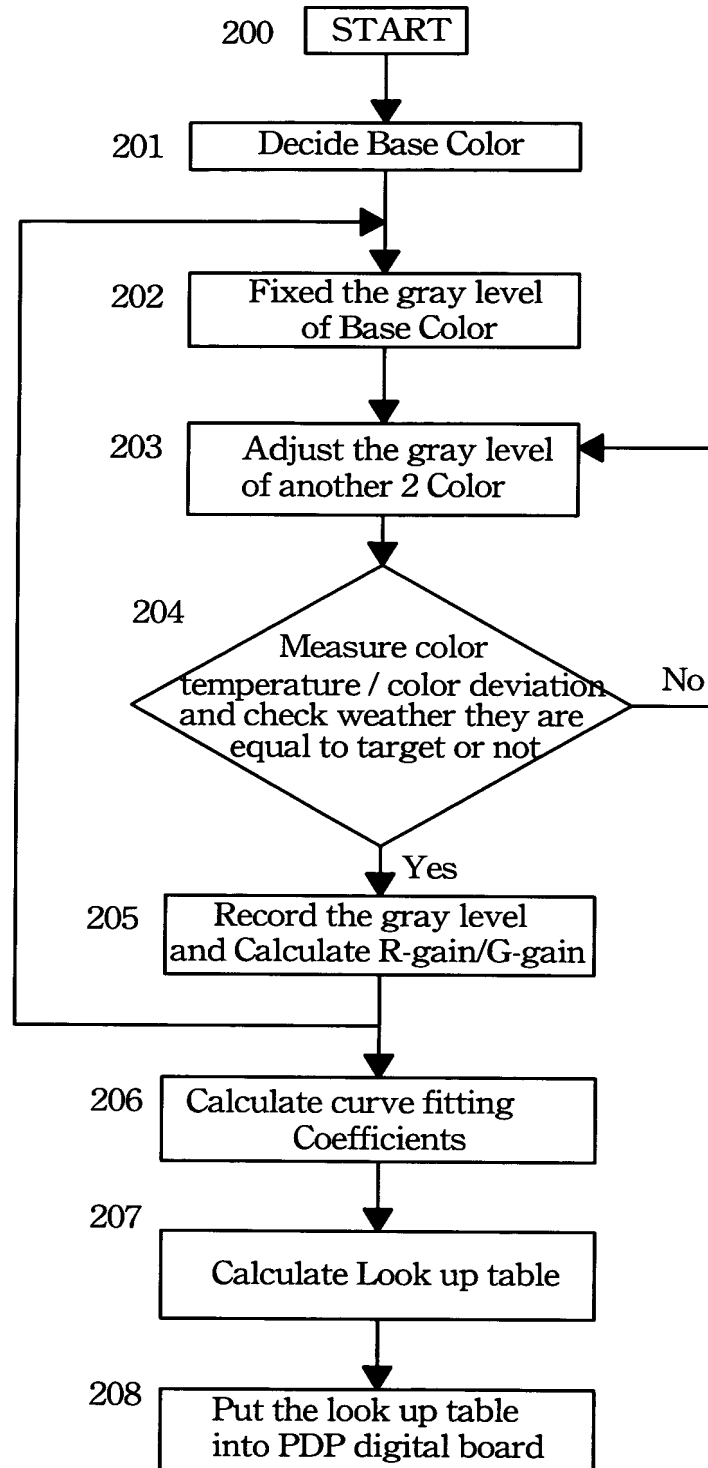 200
START
201
Decide Base Color
202
Fixed the gray level
of Base Color
203
Adjust the gray level
of another 2 Color
204
Measure color
temperature / color deviation
and check weather they are
equal to target or not
No
Yes
205
Record the gray level
and Calculate R-gain/G-gain
206
Calculate curve fitting
Coefficients
207
Calculate Look up table
208
Put the look up table
into PDP digital board